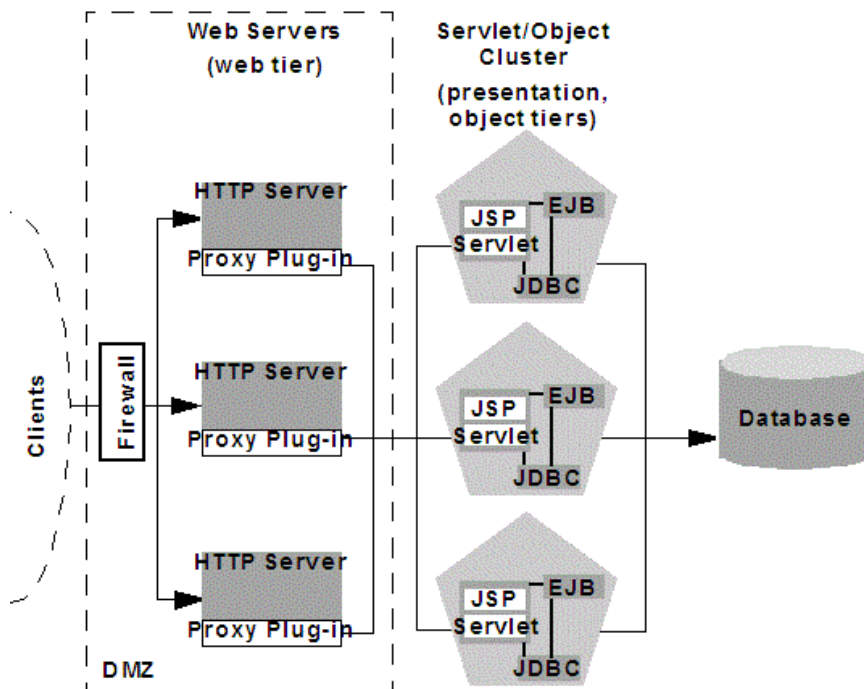 Web Servers
(web tier)
Servlet/Object
Cluster
(presentation,
object tiers)
Clients
Firewall
HTTP Server
Proxy Plug-in
HTTP Server
Proxy Plug-in
HTTP Server
Proxy Plug-in
DMZ
JSP
EJB
Servlet
JDBC
JSP
EJB
Servlet
JDBC
JSP
EJB
Servlet
JDBC
Database